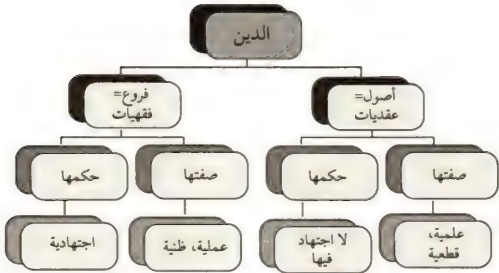 الدين
أصول=
عقديات
فروع=
فقهيات
صفتها
حكمها
صفتها
حكمها
علمية،
قطعية
لا اجتهاد
فيها
عملية، ظنية
اجتهادية